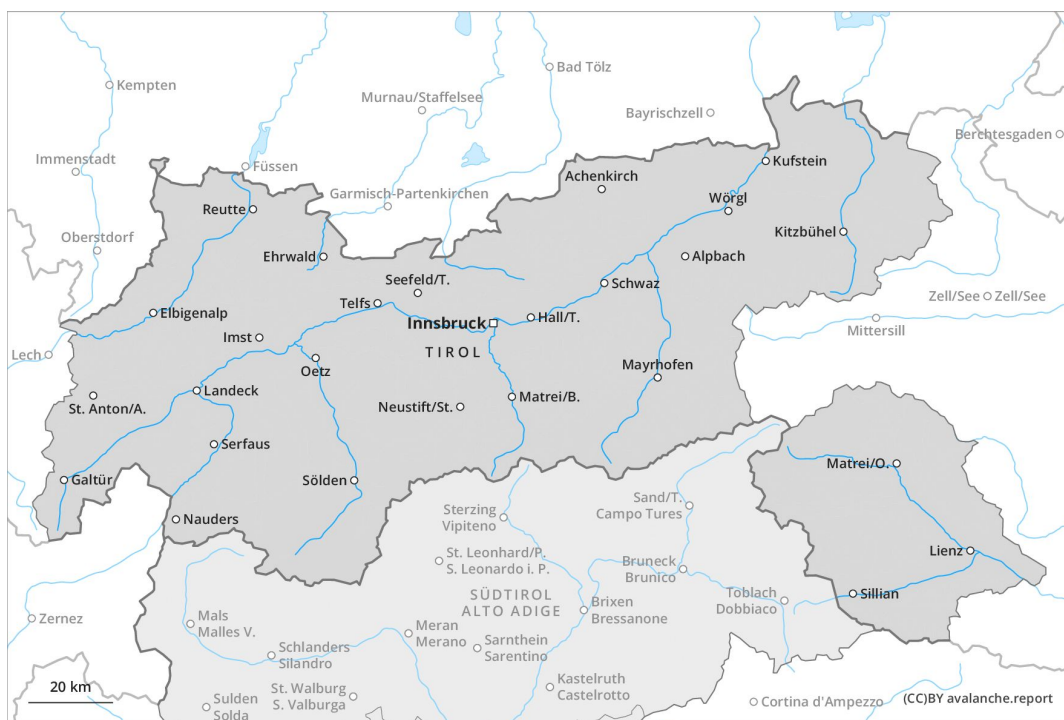 Kempten
Bad Tölz
Murnau/Staffelsee
Bayrischzell
Berchtesgaden
Immenstadt
Füssen
Kufstein
Achenkirch
Garmisch-Partenkirchen
Reutte
Wörgl
Oberstdorf
Kitzbühel
Ehrwald
Alpbach
Seefeld/T.
Schwaz
Telfs
Zell/See
Zell/See
Elbigenalp
Innsbruck
Hall/T.
Mittersill
Imst
TIROL
Lech
Oetz
Mayrhofen
Landeck
Matrei/B.
St. Anton/A.
Neustift/St.
Serfaus
Matrei/O.
Galtür
Sölden
Sand/T.
Campo Tures
Sterzing
Vipiteno
Nauders
Lienz
St. Leonhard/P.
S. Leonardo i. P.
Bruneck
Brunico
SÜDTIROL
ALTO ADIGE
Toblach
Dobbiaco
Sillian
Brixen
Bressanone
Zernez
Mals
Malles V.
Meran
Merano
Sarnthein
Sarentino
Schlanders
Silandro
20 km
St. Walburg
S. Valburga
Kastelruth
Castelrotto
Sulden
Solda
Cortina d'Ampezzo
(CC)BY avalanche.report